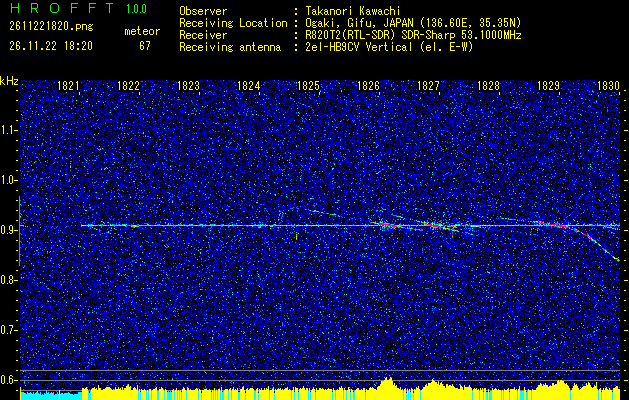 HROFFT 1.0.0
2611221820.png
meteor
26.11.22 18:20 67
Observer : Takanori Kawachi
Receiving Location : Ogaki, Gifu, JAPAN (136.60E, 35.35N)
Receiver : R820T2(RTL-SDR) SDR-Sharp 53.1000MHz
Receiving antenna : 2el-HB9CV Vertical (el. E-W)
kHz 1821 1822 1823 1824 1825 1826 1827 1828 1829 1830
1.1
1.0
0.9
0.8
0.7
0.6